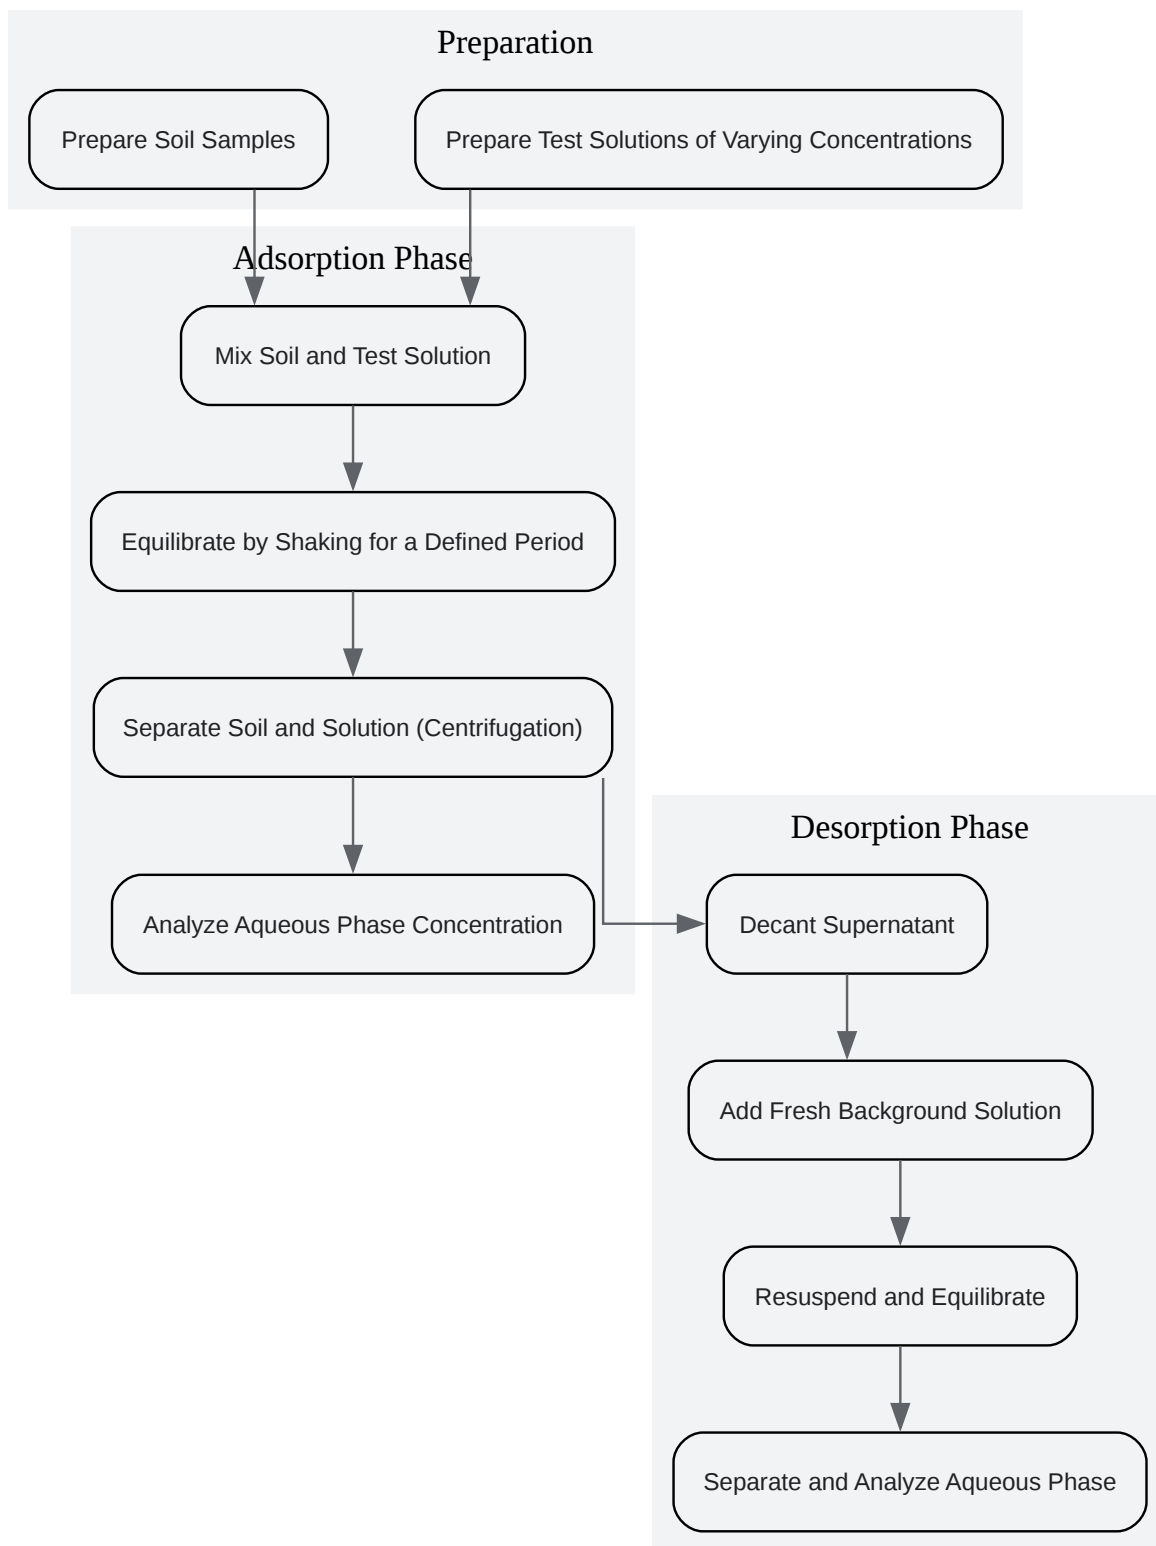 Preparation
Prepare Soil Samples
Prepare Test Solutions of Varying Concentrations
Adsorption Phase
Mix Soil and Test Solution
Equilibrate by Shaking for a Defined Period
Separate Soil and Solution (Centrifugation)
Analyze Aqueous Phase Concentration
Desorption Phase
Decant Supernatant
Add Fresh Background Solution
Resuspend and Equilibrate
Separate and Analyze Aqueous Phase